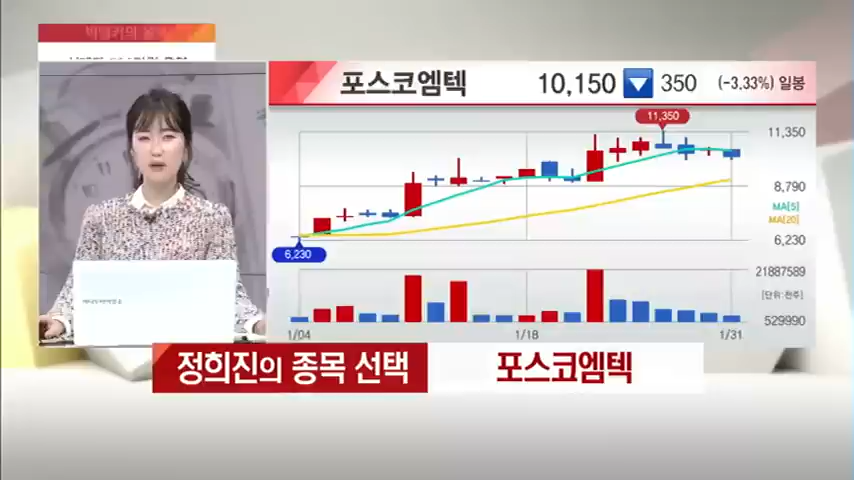 포스코엠텍 10,150 ▼ 350 (-3.33%) 일봉
11,350
11,350
8,790
MA[5]
MA[20]
6,230
6,230
21887589
[단위:천주]
529990
1/04 1/18 1/31
정희진의 종목 선택 포스코엠텍